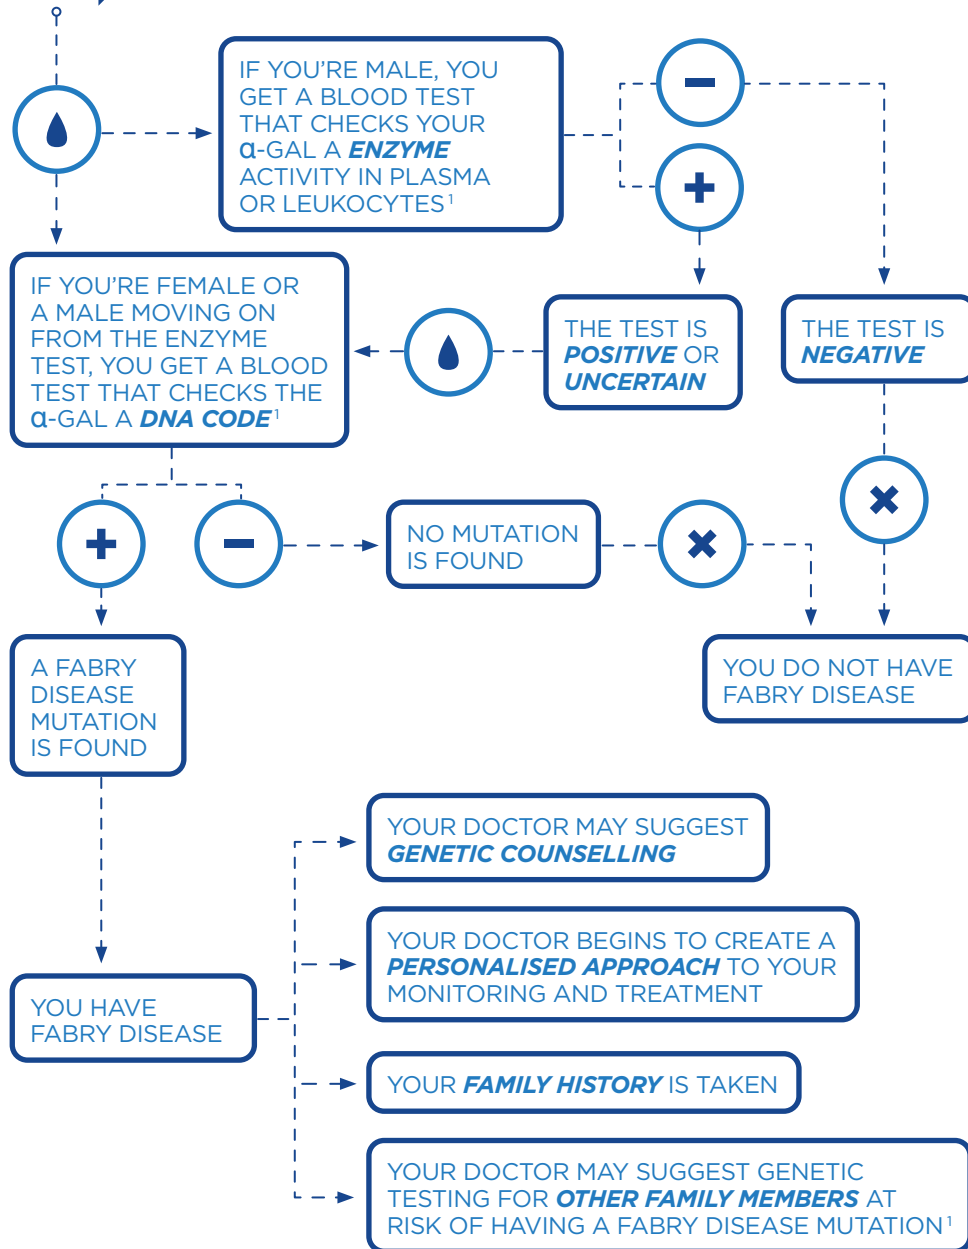 IF YOU'RE MALE, YOU
GET A BLOOD TEST
THAT CHECKS YOUR
α-GAL A ENZYME
ACTIVITY IN PLASMA
OR LEUKOCYTES¹
IF YOU'RE FEMALE OR
A MALE MOVING ON
FROM THE ENZYME
TEST, YOU GET A BLOOD
TEST THAT CHECKS THE
α-GAL A DNA CODE¹
THE TEST IS
POSITIVE OR
UNCERTAIN
THE TEST IS
NEGATIVE
NO MUTATION
IS FOUND
A FABRY
DISEASE
MUTATION
IS FOUND
YOU DO NOT HAVE
FABRY DISEASE
YOUR DOCTOR MAY SUGGEST
GENETIC COUNSELLING
YOUR DOCTOR BEGINS TO CREATE A
PERSONALISED APPROACH TO YOUR
MONITORING AND TREATMENT
YOU HAVE
FABRY DISEASE
YOUR FAMILY HISTORY IS TAKEN
YOUR DOCTOR MAY SUGGEST GENETIC
TESTING FOR OTHER FAMILY MEMBERS AT
RISK OF HAVING A FABRY DISEASE MUTATION¹